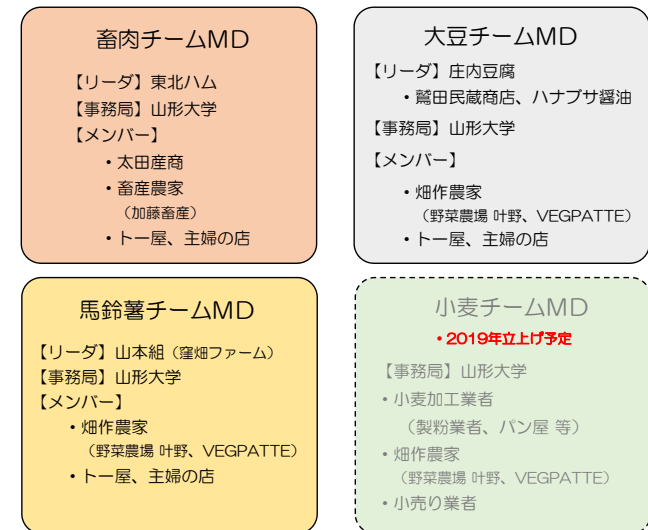 畜肉チームMD
【リーダ】東北ハム
【事務局】山形大学
【メンバー】
・太田産商
・畜産農家
（加藤畜産）
・ト一屋、主婦の店
大豆チームMD
【リーダ】庄内豆腐
・鷲田民蔵商店、ハナブサ醤油
【事務局】山形大学
【メンバー】
・畑作農家
（野菜農場 叶野、VEGPATTE）
・ト一屋、主婦の店
馬鈴薯チームMD
【リーダ】山本組（窪畑ファーム）
【事務局】山形大学
【メンバー】
・畑作農家
（野菜農場 叶野、VEGPATTE）
・ト一屋、主婦の店
小麦チームMD
・2019年立上げ予定
【事務局】山形大学
・小麦加工業者
（製粉業者、パン屋 等）
・畑作農家
（野菜農場 叶野、VEGPATTE）
・小売り業者